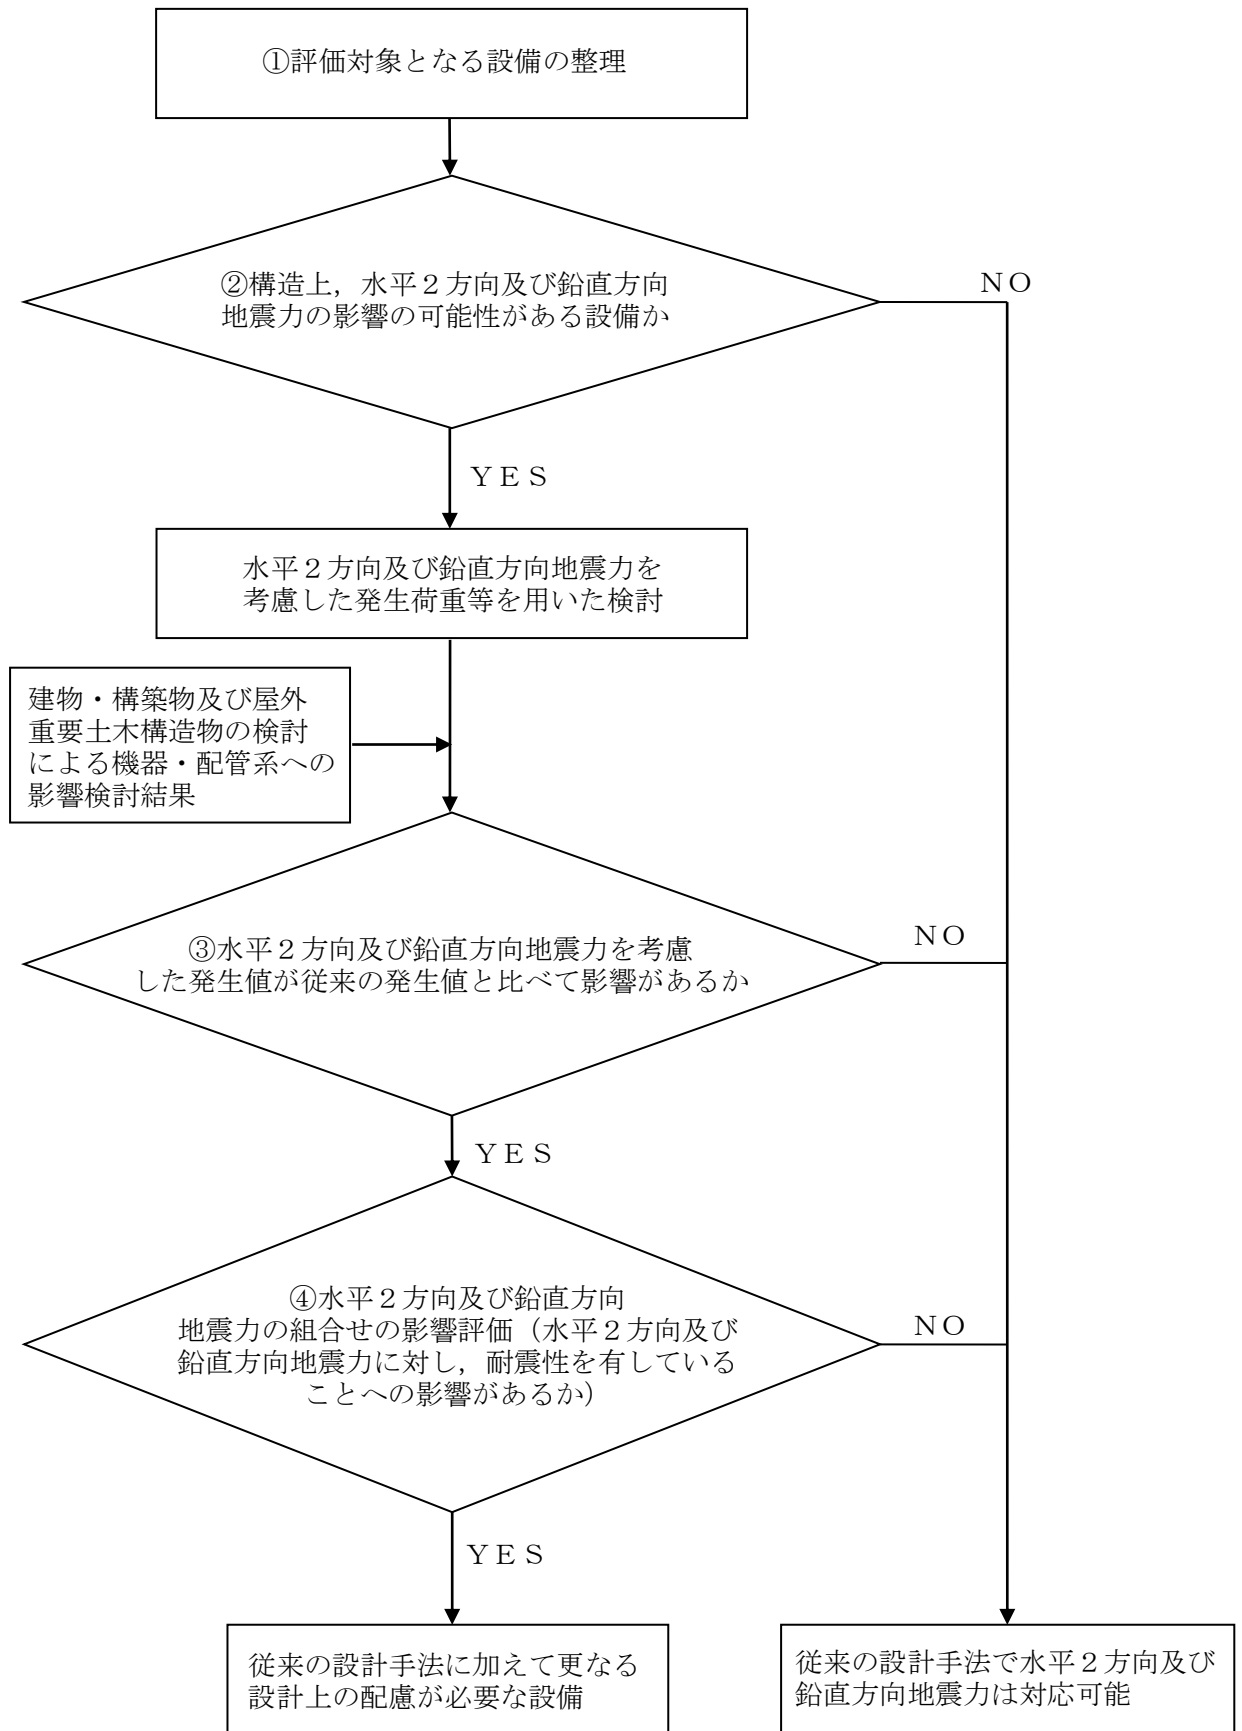 ①評価対象となる設備の整理
②構造上，水平２方向及び鉛直方向
地震力の影響の可能性がある設備か
ＮＯ
ＹＥＳ
水平２方向及び鉛直方向地震力を
考慮した発生荷重等を用いた検討
建物・構築物及び屋外
重要土木構造物の検討
による機器・配管系への
影響検討結果
③水平２方向及び鉛直方向地震力を考慮
した発生値が従来の発生値と比べて影響があるか
ＮＯ
ＹＥＳ
④水平２方向及び鉛直方向
地震力の組合せの影響評価（水平２方向及び
鉛直方向地震力に対し，耐震性を有している
ことへの影響があるか）
ＮＯ
ＹＥＳ
従来の設計手法に加えて更なる
設計上の配慮が必要な設備
従来の設計手法で水平２方向及び
鉛直方向地震力は対応可能